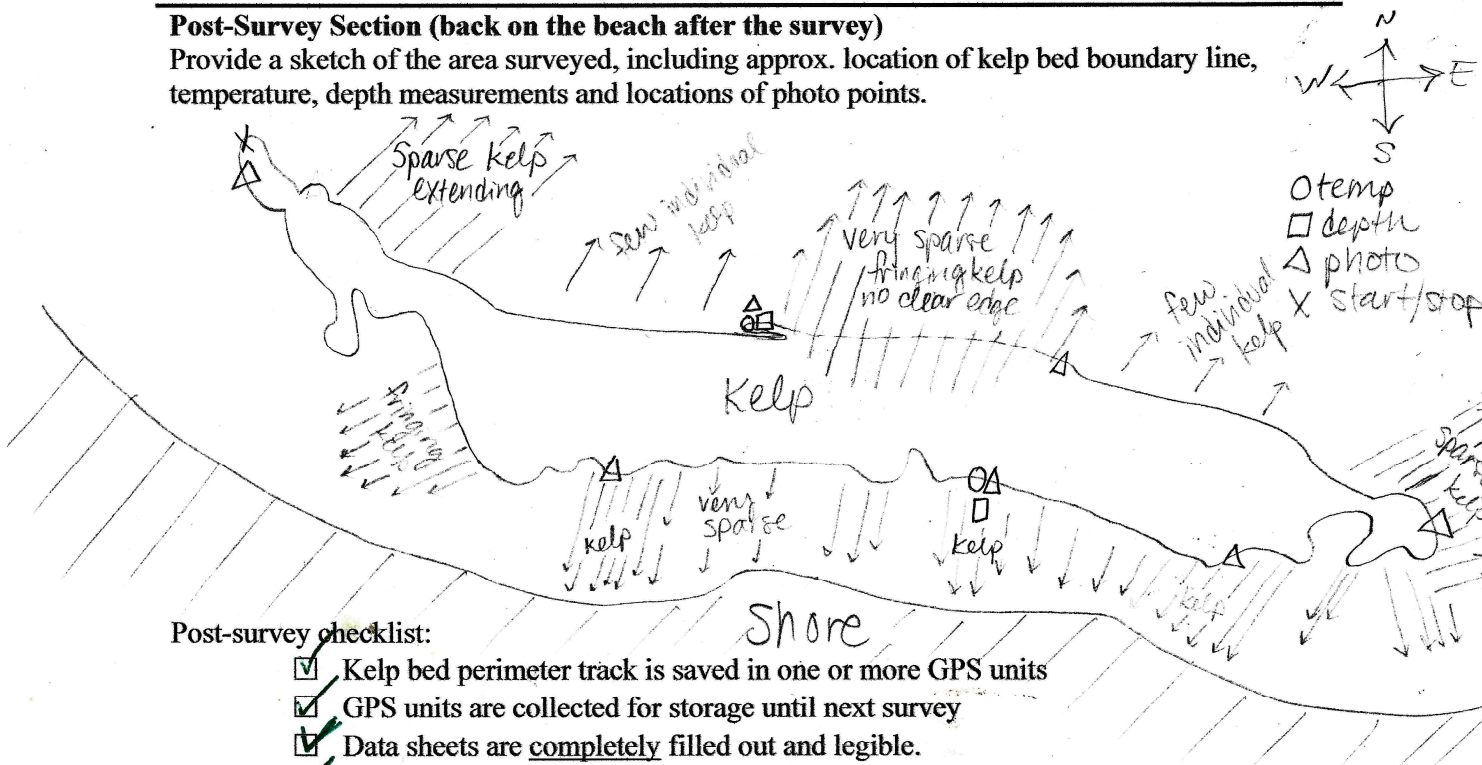 Post-Survey Section (back on the beach after the survey)
Provide a sketch of the area surveyed, including approx. location of kelp bed boundary line,
temperature, depth measurements and locations of photo points.
N
W E
S
O temp
□ depth
△ photo
X start/stop
X
Sparse kelp
extending
few individual
kelp
very sparse
fringing kelp
no clear edge
few
individual
kelp
Kelp
fringing
kelp
Sparse
kelp
kelp
very
sparse
kelp
kelp
Shore
Post-survey checklist:
Kelp bed perimeter track is saved in one or more GPS units
GPS units are collected for storage until next survey
Data sheets are completely filled out and legible.